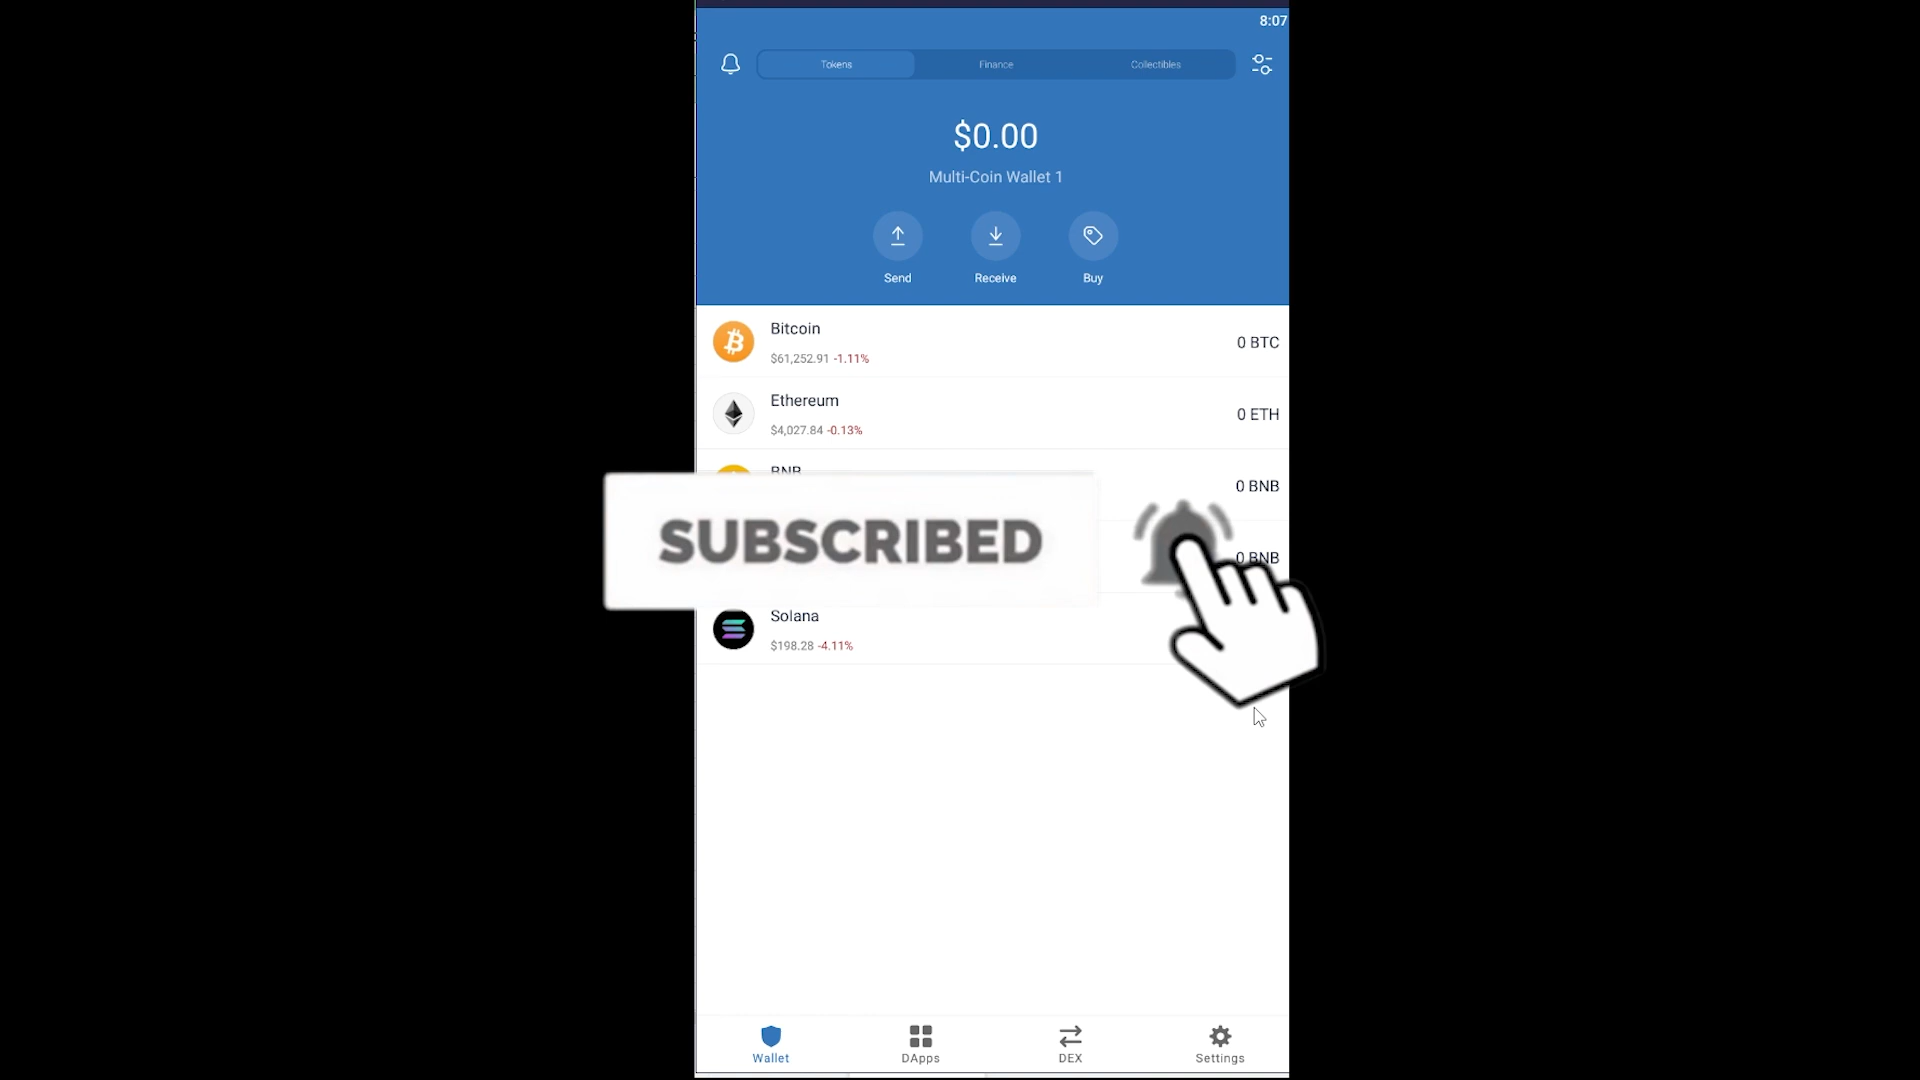 8:07
Tokens Finance Collectibles
$0.00
Multi-Coin Wallet 1
Send Receive Buy
Bitcoin
$61,252.91 -1.11%
0 BTC
Ethereum
$4,027.84 -0.13%
0 ETH
BNB
0 BNB
SUBSCRIBED
0 BNB
Solana
$198.28 -4.11%
Wallet DApps DEX Settings